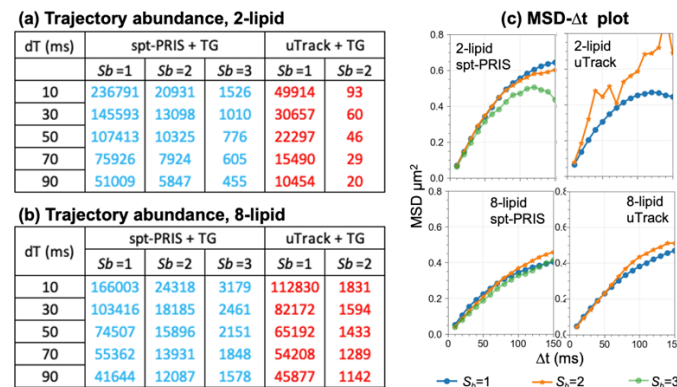 (a) Trajectory abundance, 2-lipid
dT (ms) spt-PRIS + TG uTrack + TG
Sb=1 Sb=2 Sb=3 Sb=1 Sb=2
10 236791 20931 1526 49914 93
30 145593 13098 1010 30657 60
50 107413 10325 776 22297 46
70 75926 7924 605 15490 29
90 51009 5847 455 10454 20
(b) Trajectory abundance, 8-lipid
dT (ms) spt-PRIS + TG uTrack + TG
Sb=1 Sb=2 Sb=3 Sb=1 Sb=2
10 166003 24318 3179 112830 1831
30 103416 18185 2461 82172 1594
50 74507 15896 2151 65192 1433
70 55362 13931 1848 54208 1289
90 41644 12087 1578 45877 1142
(c) MSD-Δt plot
MSD μm²
0.8
0.6
0.4
0.2
0.0
2-lipid
spt-PRIS
2-lipid
uTrack
0.8
0.6
0.4
0.2
0.0
8-lipid
spt-PRIS
8-lipid
uTrack
0 50 100 150 50 100 150
Δt (ms)
Sb=1 Sb=2 Sb=3